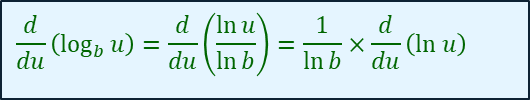 d/du (log_b u) = d/du (ln u / ln b) = 1/ln b × d/du (ln u)